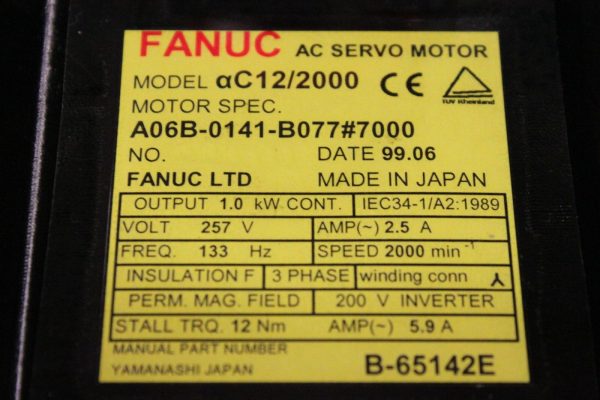 FANUC AC SERVO MOTOR
MODEL αC12/2000 CE
TUV Rheinland
MOTOR SPEC.
A06B-0141-B077#7000
NO. DATE 99.06
FANUC LTD MADE IN JAPAN
OUTPUT 1.0 kW CONT. IEC34-1/A2:1989
VOLT 257 V AMP(~) 2.5 A
FREQ. 133 Hz SPEED 2000 min⁻¹
INSULATION F 3 PHASE winding conn
PERM. MAG. FIELD 200 V INVERTER
STALL TRQ. 12 Nm AMP(~) 5.9 A
MANUAL PART NUMBER
YAMANASHI JAPAN B-65142E